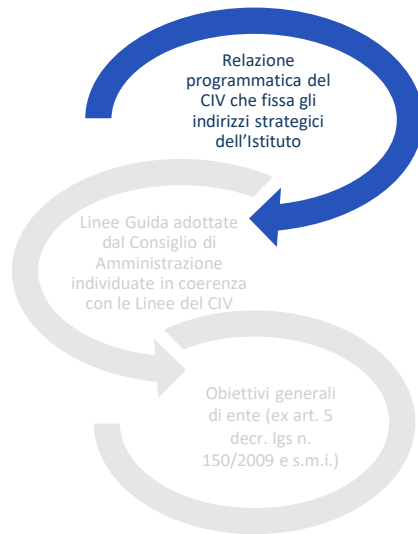 Relazione
programmatica del
CIV che fissa gli
indirizzi strategici
dell'Istituto
Linee Guida adottate
dal Consiglio di
Amministrazione
individuate in coerenza
con le Linee del CIV
Obiettivi generali
di ente (ex art. 5
decr. lgs n.
150/2009 e s.m.i.)